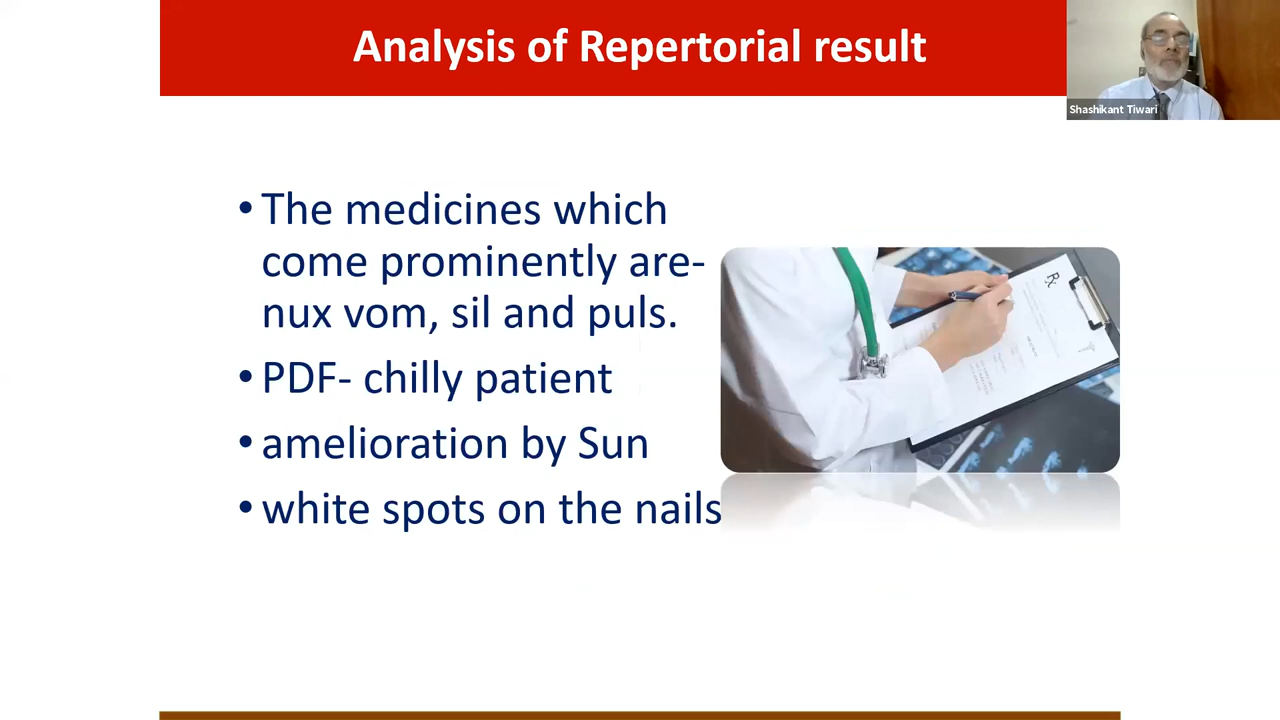 Analysis of Repertorial result
Shashikant Tiwari
• The medicines which
come prominently are-
nux vom, sil and puls.
• PDF- chilly patient
• amelioration by Sun
• white spots on the nails
Rx